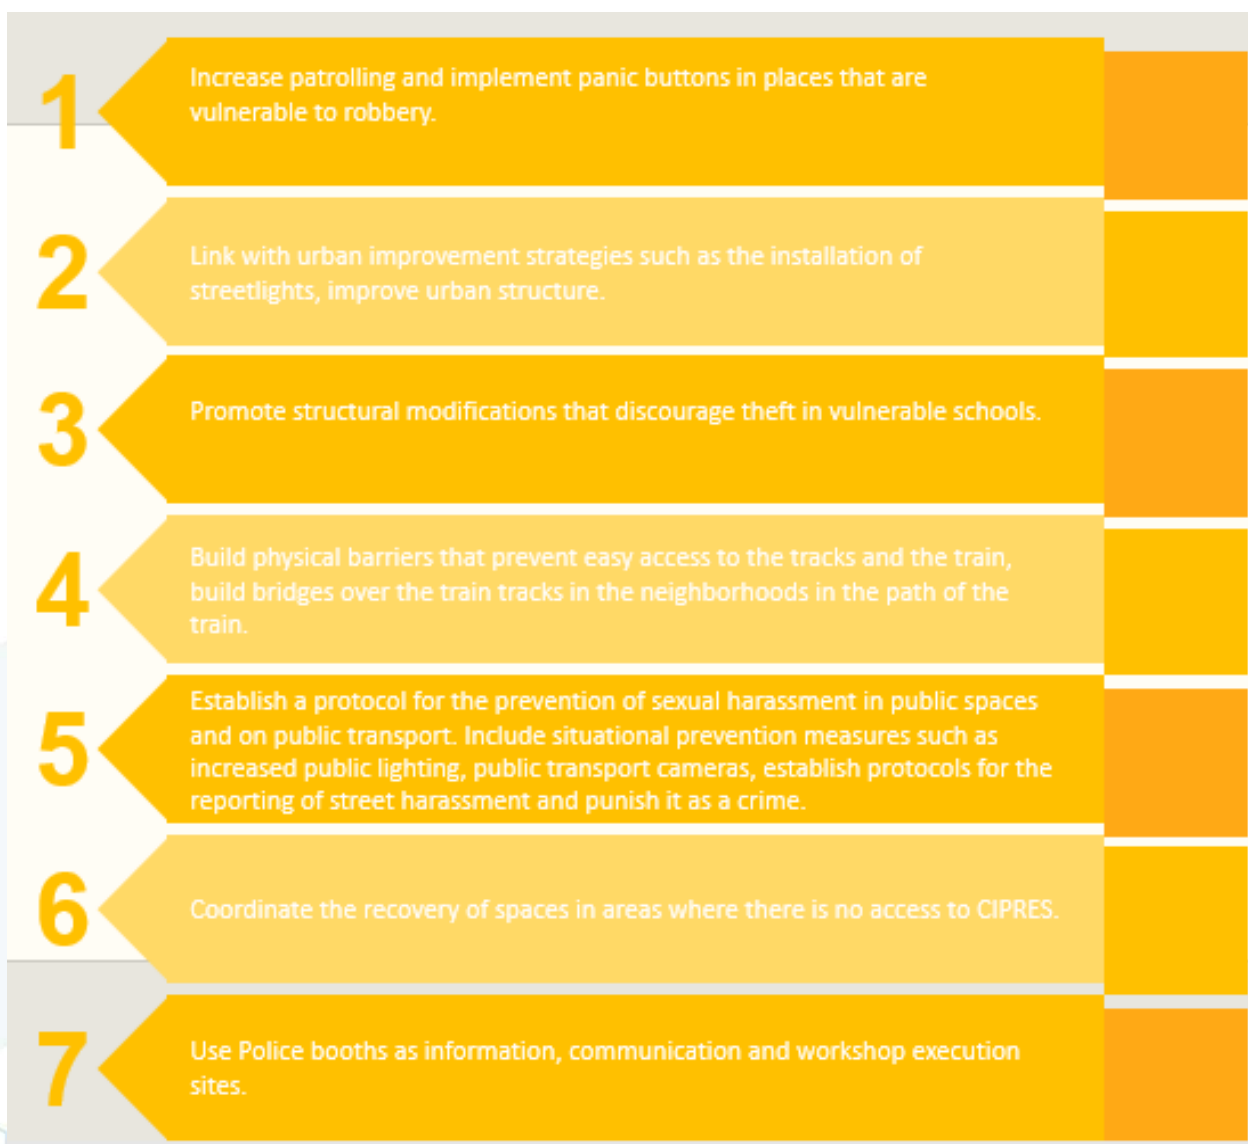 1
Increase patrolling and implement panic buttons in places that are
vulnerable to robbery.
2
Link with urban improvement strategies such as the installation of
streetlights, improve urban structure.
3
Promote structural modifications that discourage theft in vulnerable schools.
4
Build physical barriers that prevent easy access to the tracks and the train,
build bridges over the train tracks in the neighborhoods in the path of the
train.
5
Establish a protocol for the prevention of sexual harassment in public spaces
and on public transport. Include situational prevention measures such as
increased public lighting, public transport cameras, establish protocols for the
reporting of street harassment and punish it as a crime.
6
Coordinate the recovery of spaces in areas where there is no access to CIPRES.
7
Use Police booths as information, communication and workshop execution
sites.